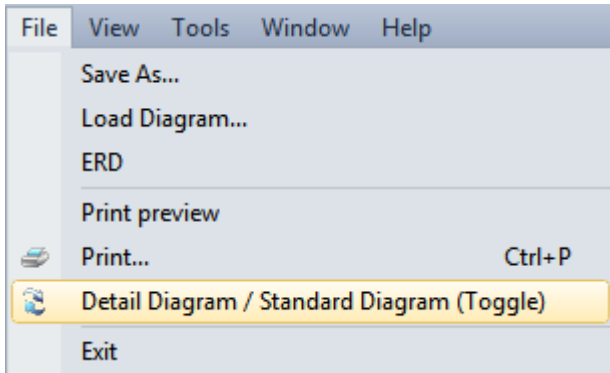 File View Tools Window Help
Save As...
Load Diagram...
ERD
Print preview
Print... Ctrl+P
Detail Diagram / Standard Diagram (Toggle)
Exit